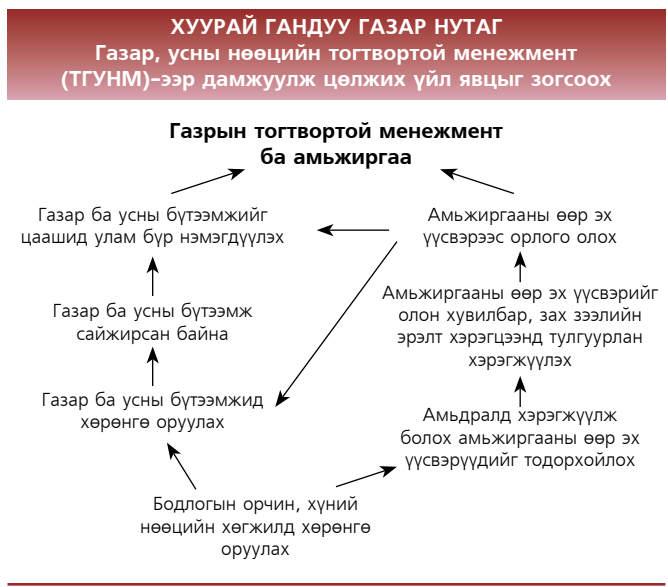 ХУУРАЙ ГАНДУУ ГАЗАР НУТАГ
Газар, усны нөөцийн тогтвортой менежмент
(ТГУНМ)–ээр дамжуулж цөлжих үйл явцыг зогсоох
Газрын тогтвортой менежмент
ба амьжиргаа
Газар ба усны бүтээмжийг
цаашид улам бүр нэмэгдүүлэх
Амьжиргааны өөр эх
үүсвэрээс орлого олох
Газар ба усны бүтээмж
сайжирсан байна
Амьжиргааны өөр эх үүсвэрийг
олон хувилбар, зах зээлийн
эрэлт хэрэгцээнд тулгуурлан
хэрэгжүүлэх
Газар ба усны бүтээмжид
хөрөнгө оруулах
Амьдралд хэрэгжүүлж
болох амьжиргааны өөр эх
үүсвэрүүдийг тодорхойлох
Бодлогын орчин, хүний
нөөцийн хөгжилд хөрөнгө
оруулах